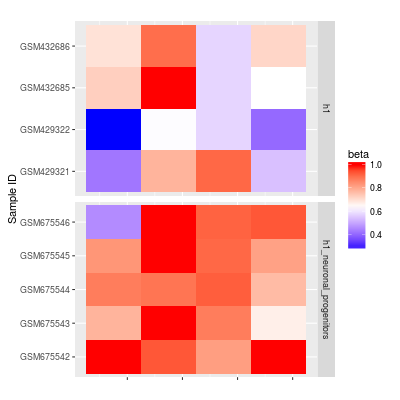 GSM432686
GSM432685
GSM429322
GSM429321
h1
GSM675546
GSM675545
GSM675544
GSM675543
GSM675542
h1_neuronal_progenitors
Sample ID
beta
1.0
0.8
0.6
0.4